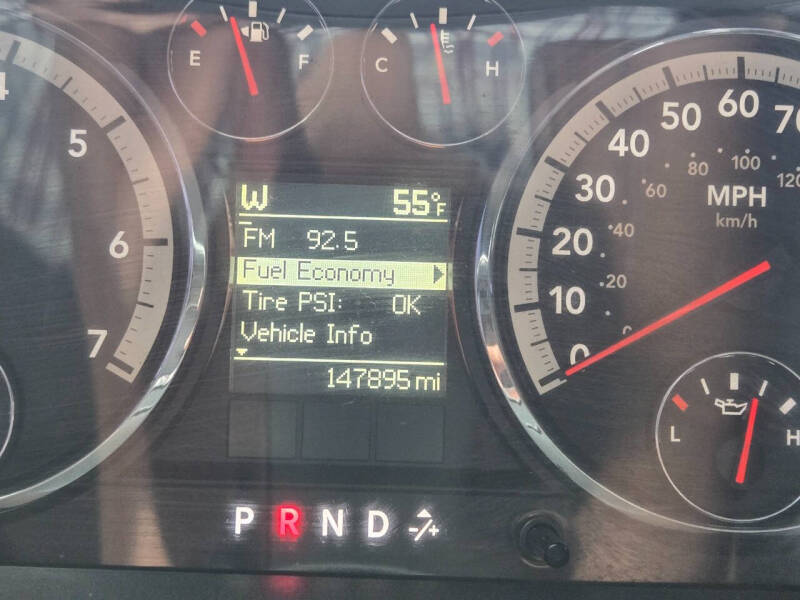 E F
C H
4
5
6
7
W 55°F
FM 92.5
Fuel Economy
Tire PSI: OK
Vehicle Info
147895 mi
P R N D -/+
0 10 20 30 40 50 60 70
0 20 40 60 80 100 120
MPH
km/h
L H